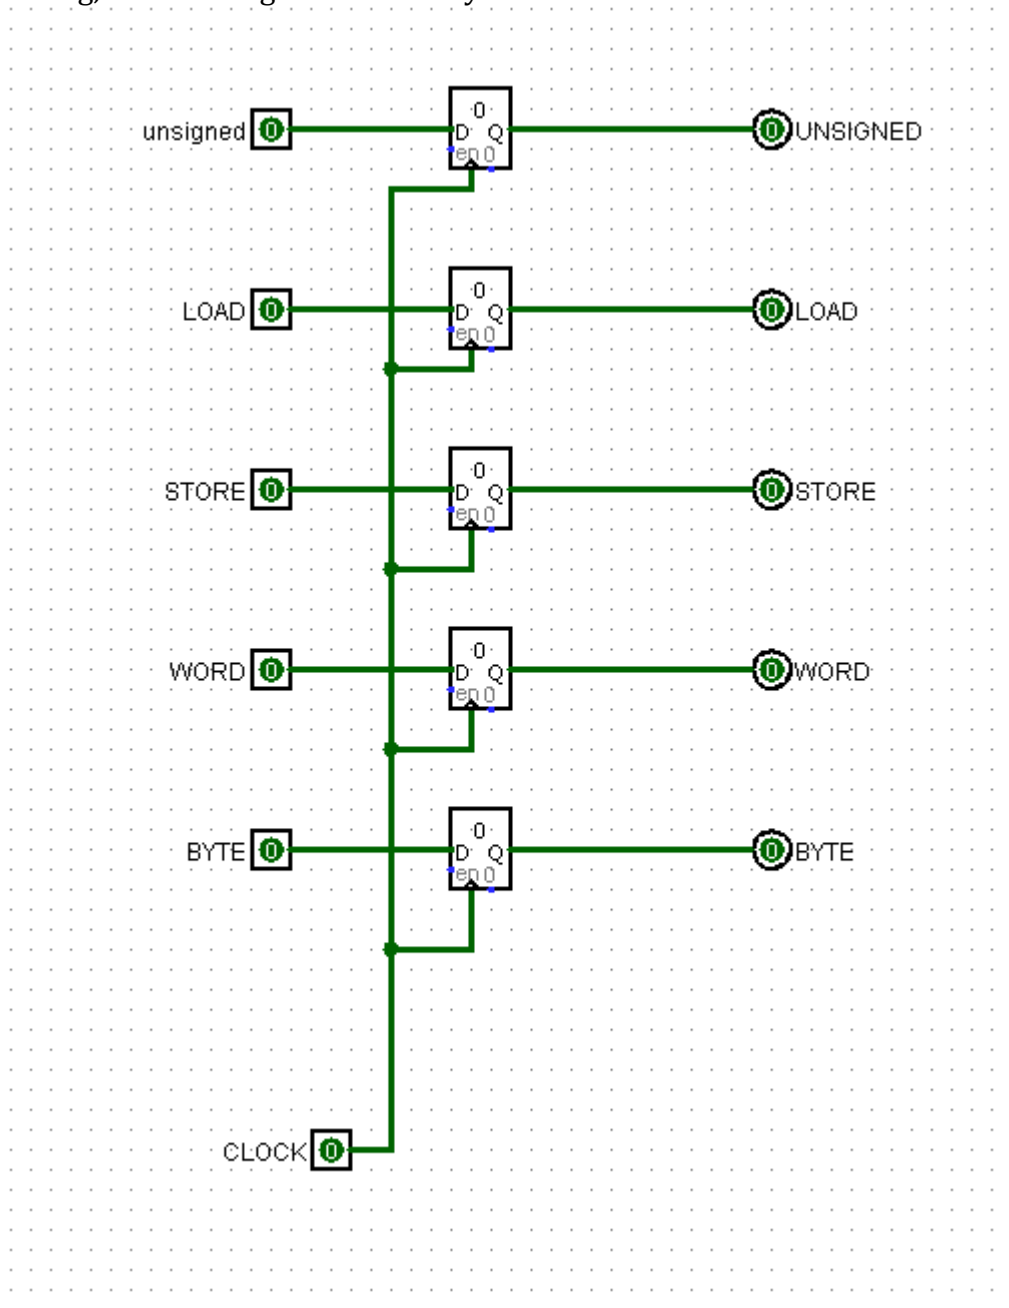 unsigned 0 0 D Q en 0 0 UNSIGNED
LOAD 0 0 D Q en 0 0 LOAD
STORE 0 0 D Q en 0 0 STORE
WORD 0 0 D Q en 0 0 WORD
BYTE 0 0 D Q en 0 0 BYTE
CLOCK 0